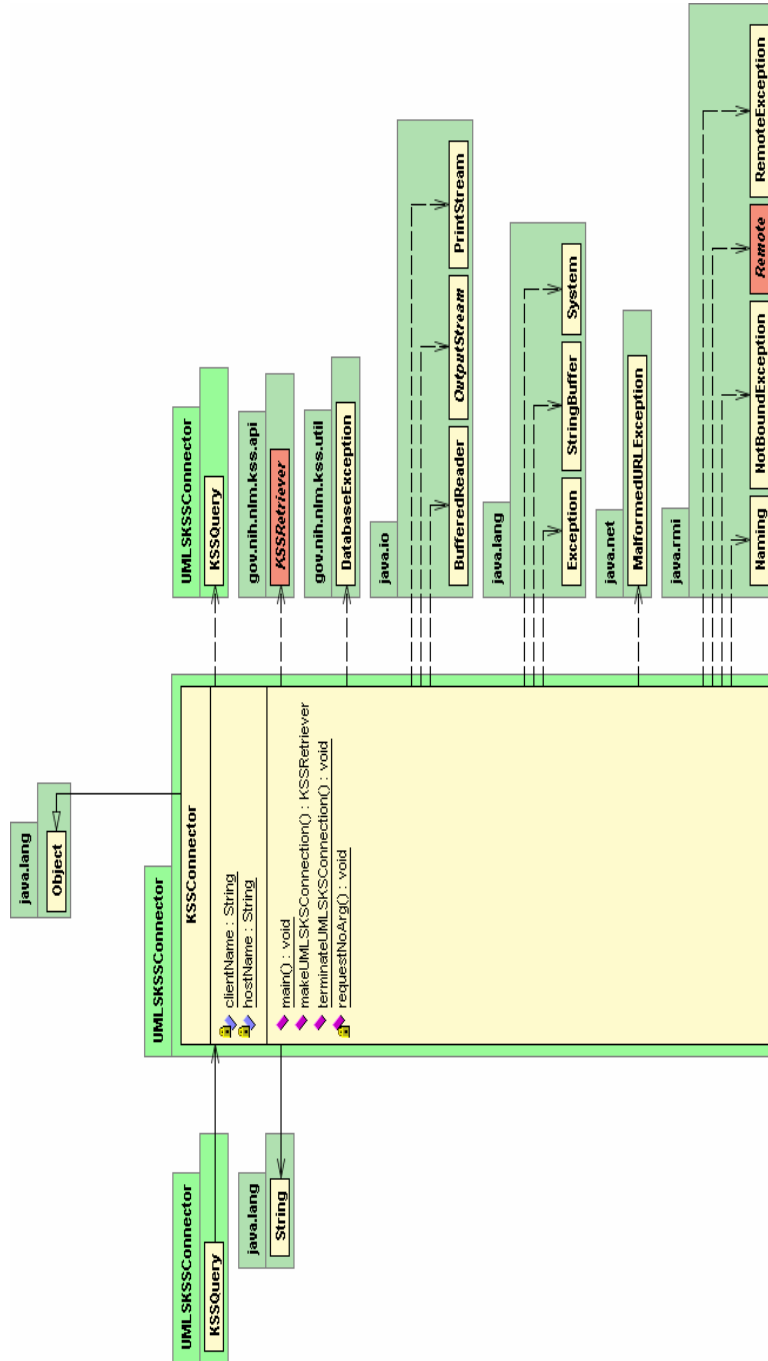 java.lang
Object
UMLSKSSConnector
KSSQuery
java.lang
String
UMLSKSSConnector
KSSConnector
clientName : String
hostName : String
main() : void
makeUMLSKSConnection() : KSSRetriever
terminateUMLSKSConnection() : void
requestNoArg() : void
UMLSKSSConnector
KSSQuery
gov.nih.nlm.kss.api
KSSRetriever
gov.nih.nlm.kss.util
DatabaseException
java.io
BufferedReader
OutputStream
PrintStream
java.lang
Exception
StringBuffer
System
java.net
MalformedURLException
java.rmi
Naming
NotBoundException
Remote
RemoteException